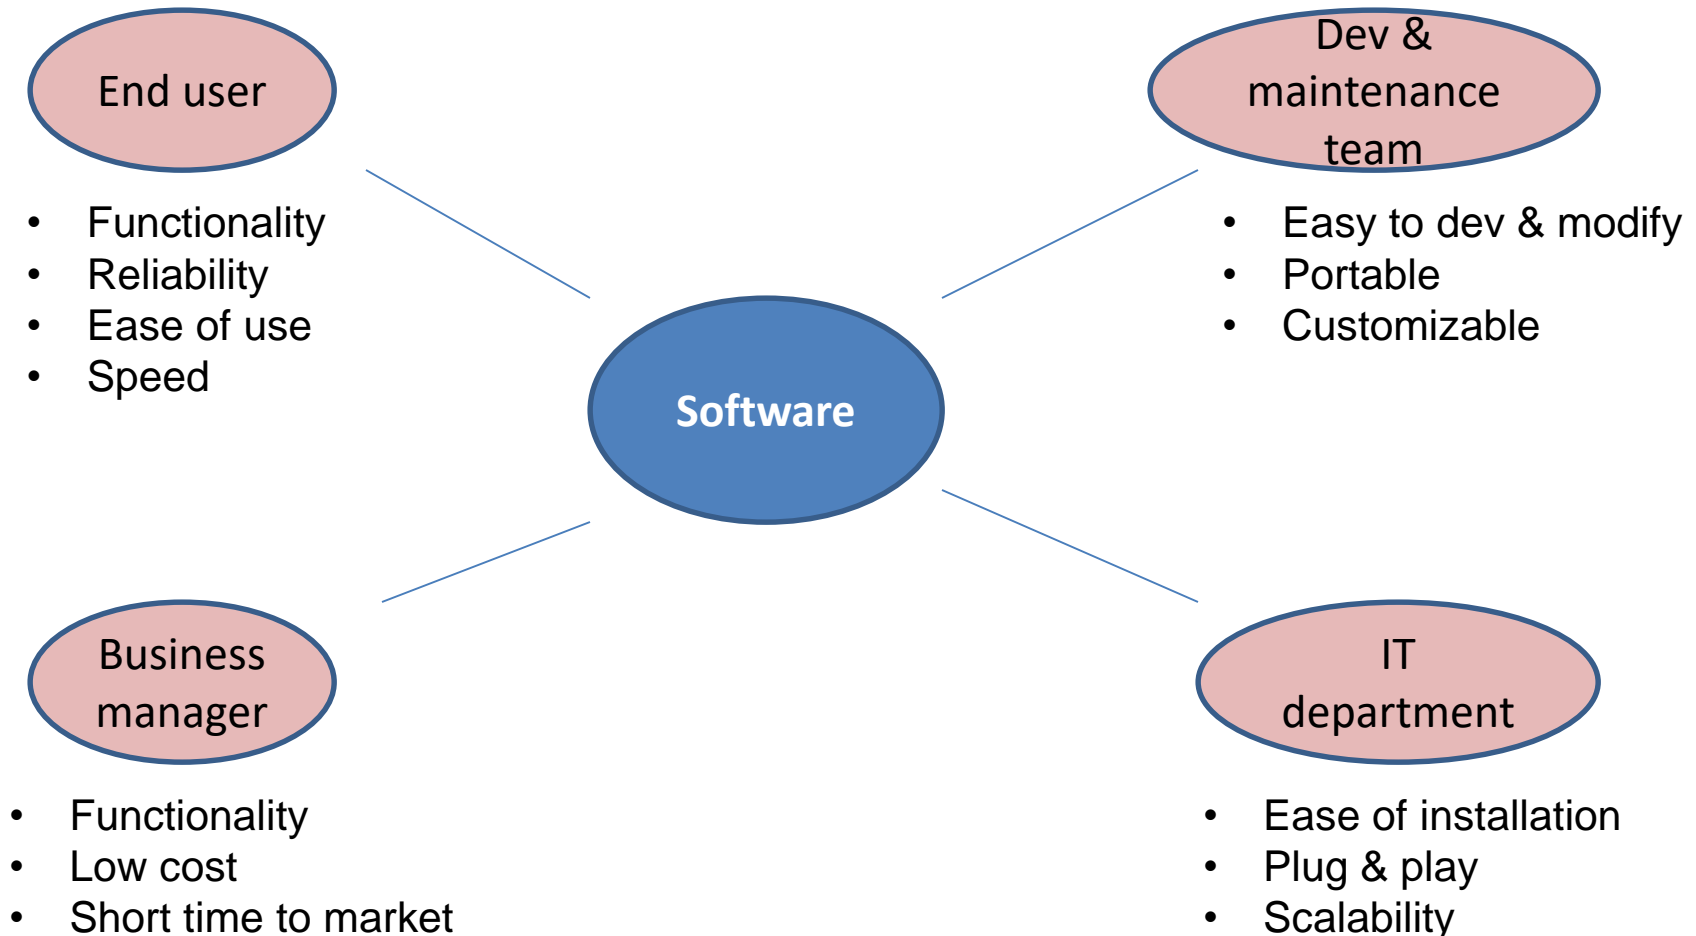 End user
• Functionality
• Reliability
• Ease of use
• Speed
Dev &
maintenance
team
• Easy to dev & modify
• Portable
• Customizable
Software
Business
manager
• Functionality
• Low cost
• Short time to market
IT
department
• Ease of installation
• Plug & play
• Scalability